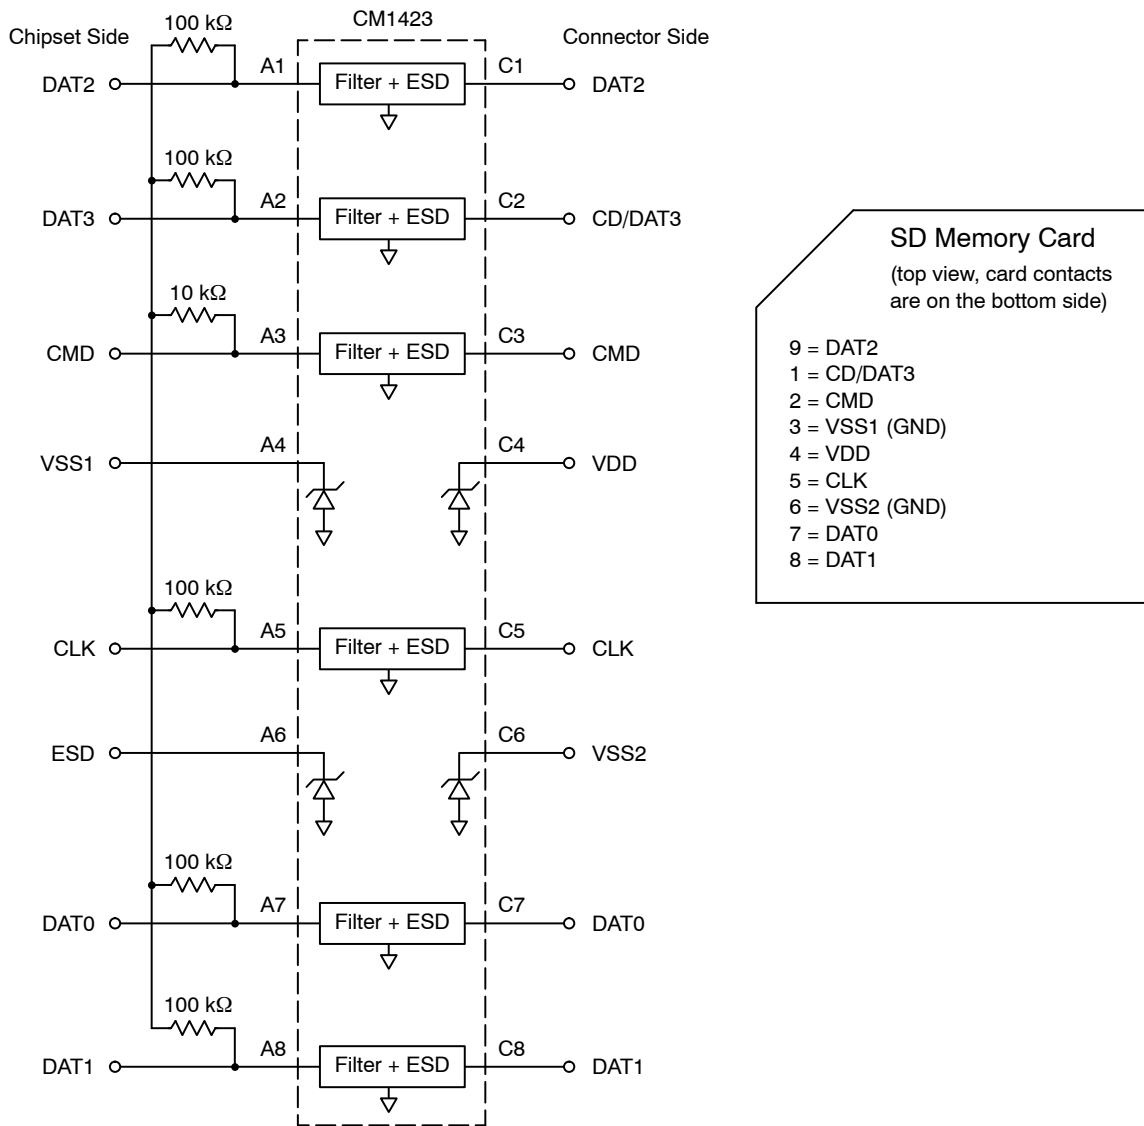 Chipset Side
CM1423
Connector Side
100 kΩ
DAT2
A1
Filter + ESD
C1
DAT2
100 kΩ
DAT3
A2
Filter + ESD
C2
CD/DAT3
10 kΩ
CMD
A3
Filter + ESD
C3
CMD
VSS1
A4
C4
VDD
100 kΩ
CLK
A5
Filter + ESD
C5
CLK
ESD
A6
C6
VSS2
100 kΩ
DAT0
A7
Filter + ESD
C7
DAT0
100 kΩ
DAT1
A8
Filter + ESD
C8
DAT1
SD Memory Card
(top view, card contacts
are on the bottom side)
9 = DAT2
1 = CD/DAT3
2 = CMD
3 = VSS1 (GND)
4 = VDD
5 = CLK
6 = VSS2 (GND)
7 = DAT0
8 = DAT1